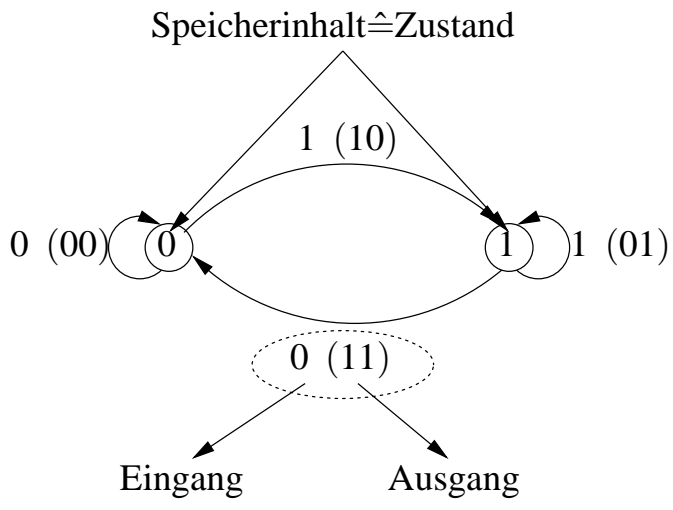 Speicherinhalt≙Zustand
1 (10)
0 (00) 0 1 1 (01)
0 (11)
Eingang Ausgang